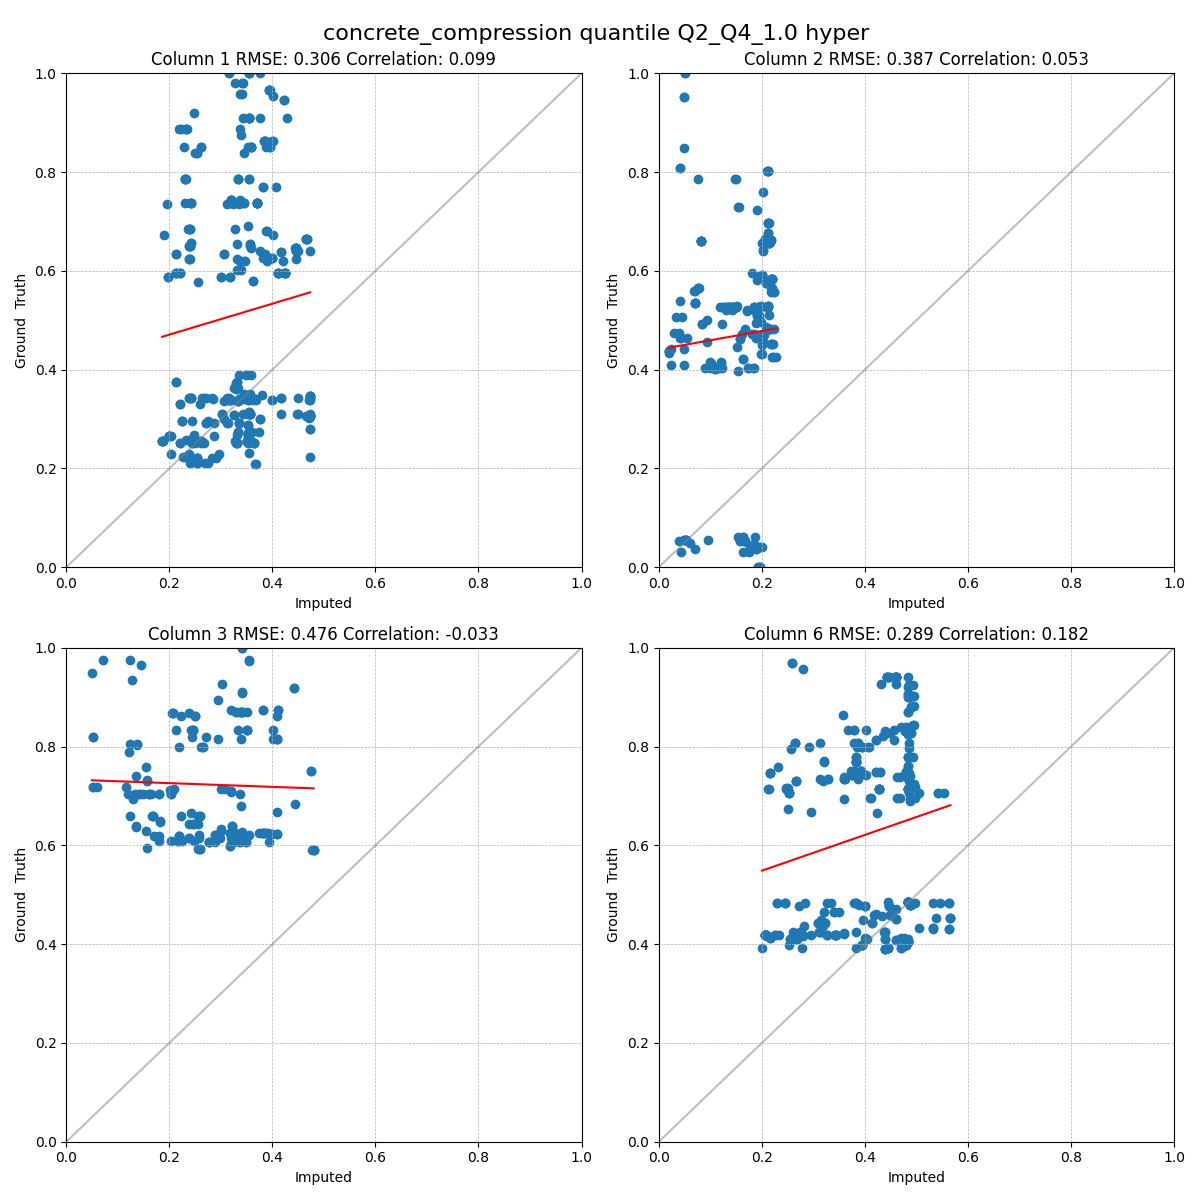 concrete_compression quantile Q2_Q4_1.0 hyper
Column 1 RMSE: 0.306 Correlation: 0.099
Column 2 RMSE: 0.387 Correlation: 0.053
1.0
0.8
0.6
0.4
0.2
0.0
Ground Truth
0.0 0.2 0.4 0.6 0.8 1.0
Imputed
1.0
0.8
0.6
0.4
0.2
0.0
Ground Truth
0.0 0.2 0.4 0.6 0.8 1.0
Imputed
Column 3 RMSE: 0.476 Correlation: -0.033
Column 6 RMSE: 0.289 Correlation: 0.182
1.0
0.8
0.6
0.4
0.2
0.0
Ground Truth
0.0 0.2 0.4 0.6 0.8 1.0
Imputed
1.0
0.8
0.6
0.4
0.2
0.0
Ground Truth
0.0 0.2 0.4 0.6 0.8 1.0
Imputed